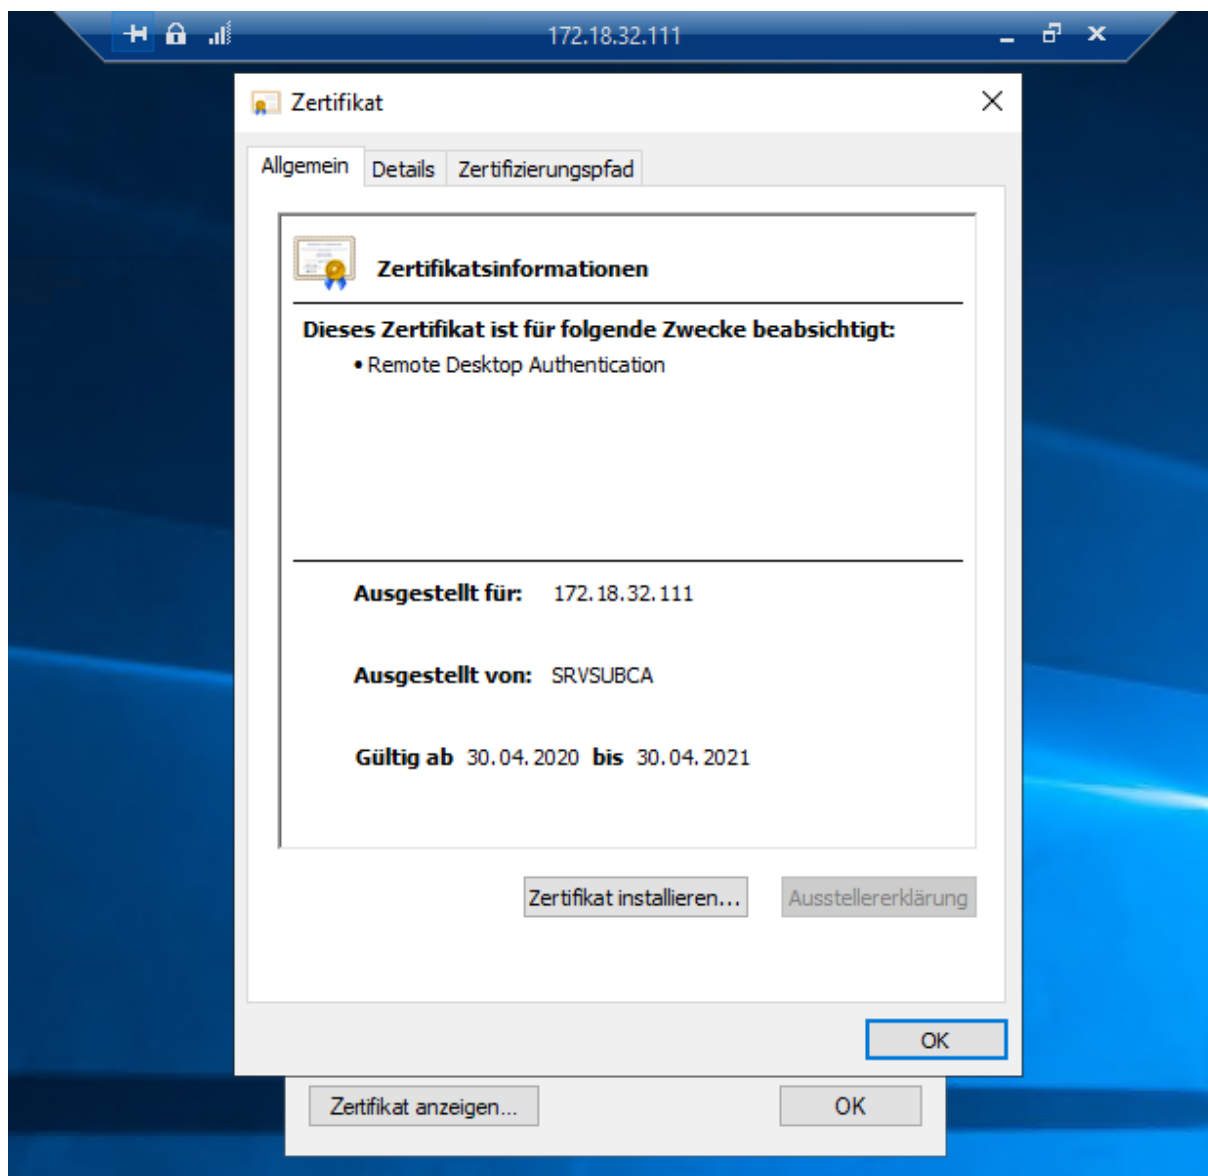 172.18.32.111
Zertifikat
Allgemein Details Zertifizierungspfad
Zertifikatsinformationen
Dieses Zertifikat ist für folgende Zwecke beabsichtigt:
• Remote Desktop Authentication
Ausgestellt für: 172.18.32.111
Ausgestellt von: SRVSUBCA
Gültig ab 30.04.2020 bis 30.04.2021
Zertifikat installieren... Ausstellererklärung
OK
Zertifikat anzeigen... OK